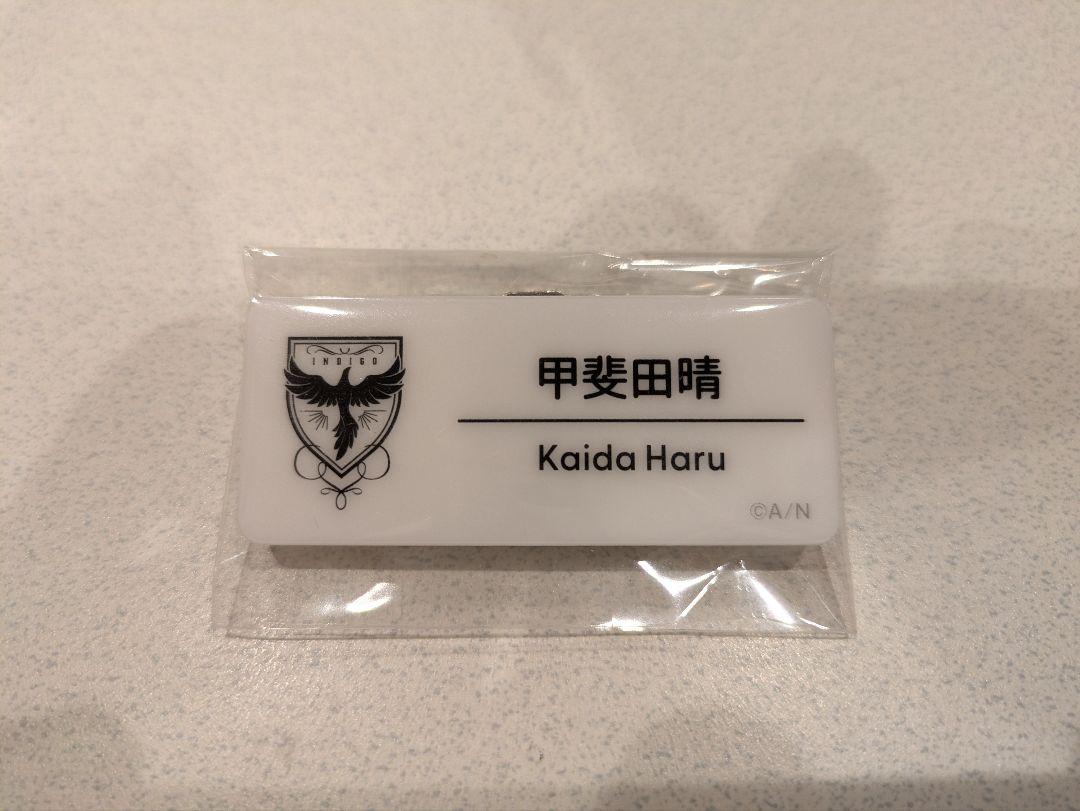 INDIGO
甲斐田晴
Kaida Haru
©A/N